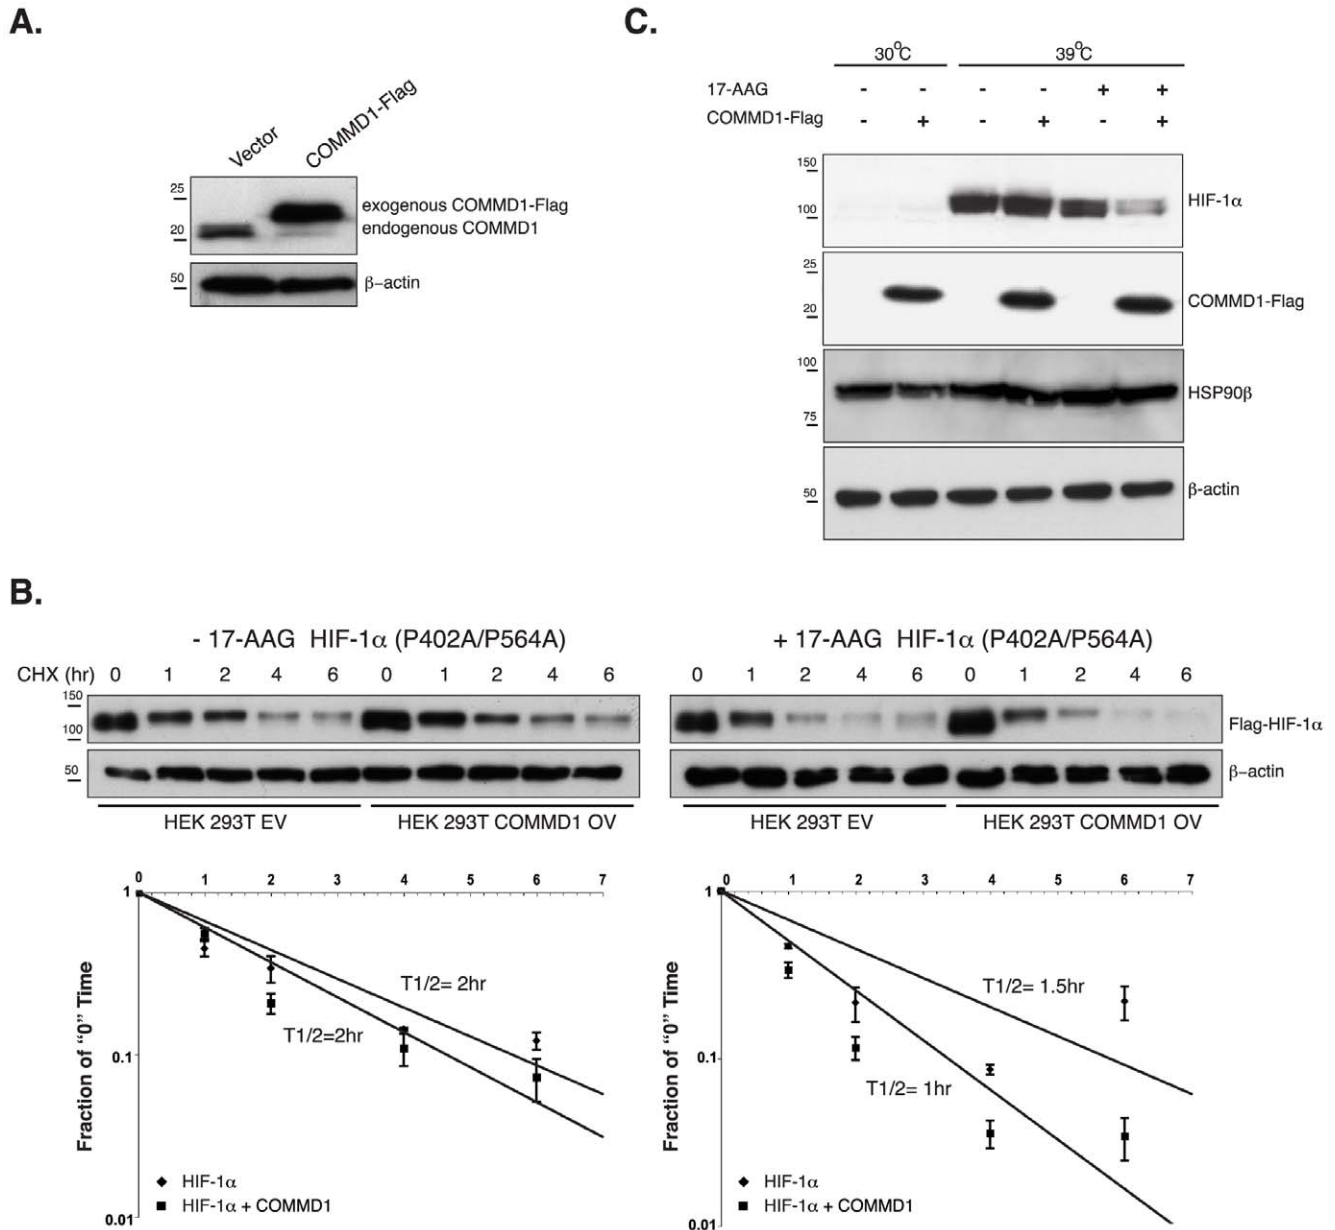 A.
Vector
COMMD1-Flag
25
20
exogenous COMMD1-Flag
endogenous COMMD1
50
β–actin
C.
30°C
39°C
17-AAG - - - - + +
COMMD1-Flag - + - + - +
150
100
HIF-1α
25
20
COMMD1-Flag
100
75
HSP90β
50
β-actin
B.
- 17-AAG HIF-1α (P402A/P564A)
CHX (hr) 0 1 2 4 6 0 1 2 4 6
150
100
50
HEK 293T EV
HEK 293T COMMD1 OV
+ 17-AAG HIF-1α (P402A/P564A)
0 1 2 4 6 0 1 2 4 6
Flag-HIF-1α
β–actin
HEK 293T EV
HEK 293T COMMD1 OV
0 1 2 3 4 5 6 7
1
0.1
0.01
Fraction of “0” Time
T1/2= 2hr
T1/2=2hr
HIF-1α
HIF-1α + COMMD1
0 1 2 3 4 5 6 7
1
0.1
0.01
Fraction of “0” Time
T1/2= 1.5hr
T1/2= 1hr
HIF-1α
HIF-1α + COMMD1